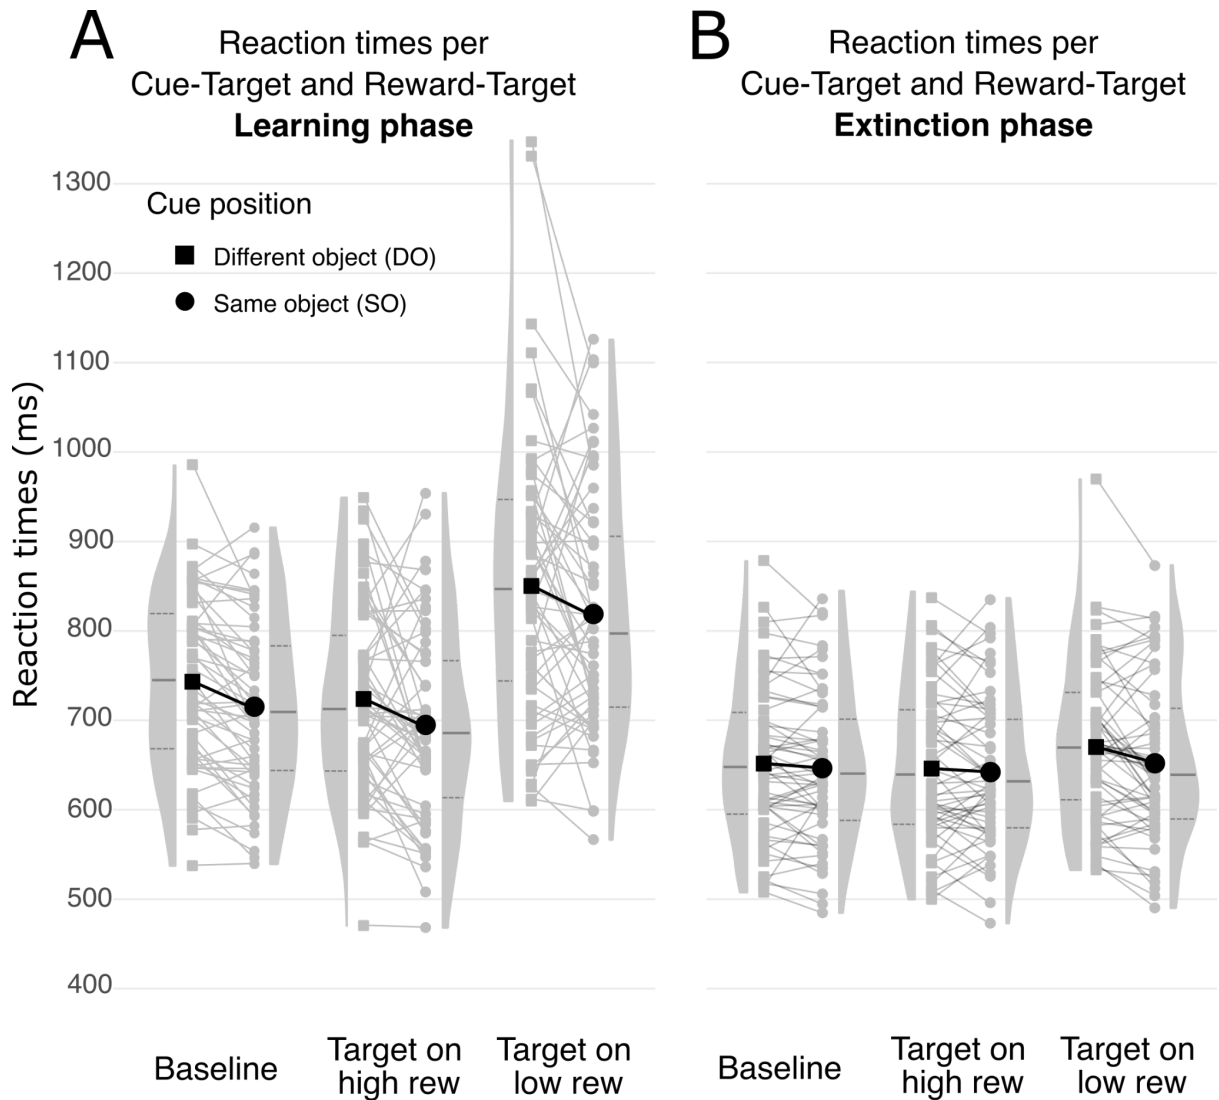 A
Reaction times per
Cue-Target and Reward-Target
Learning phase
B
Reaction times per
Cue-Target and Reward-Target
Extinction phase
Reaction times (ms)
1300
1200
1100
1000
900
800
700
600
500
400
Cue position
Different object (DO)
Same object (SO)
Baseline
Target on
high rew
Target on
low rew
Baseline
Target on
high rew
Target on
low rew